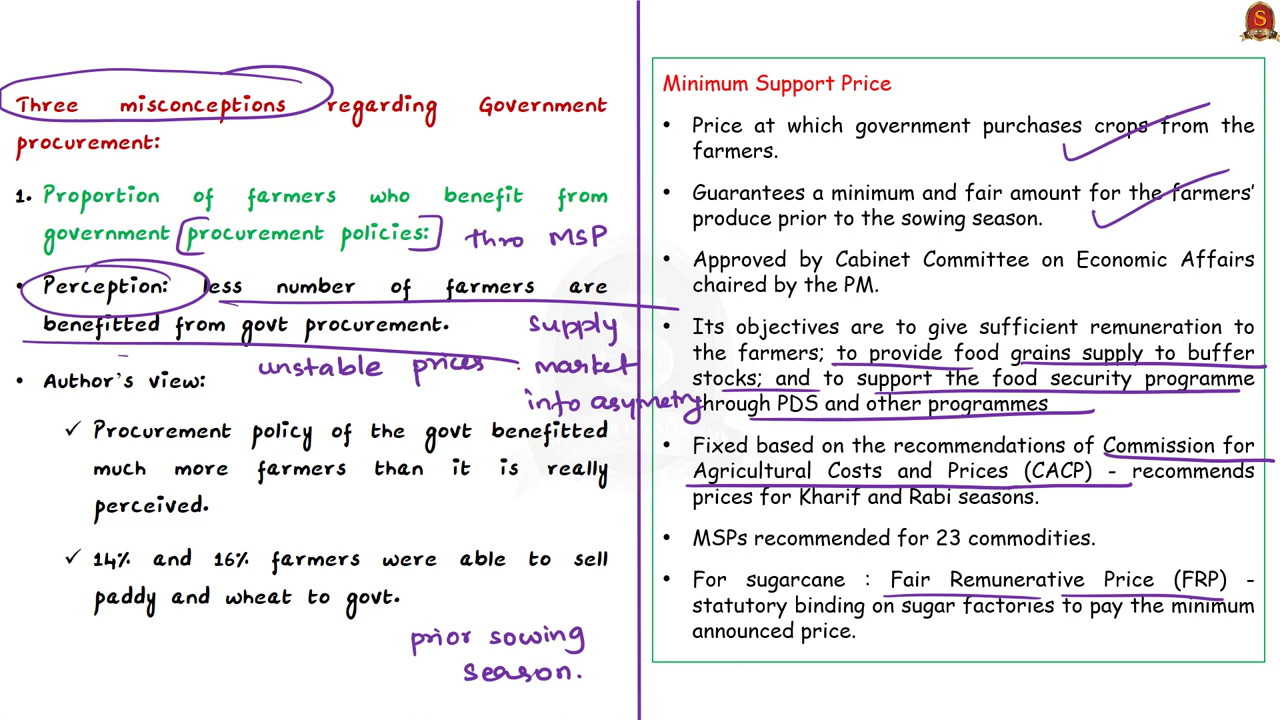 Three misconceptions regarding Government
procurement:
1. Proportion of farmers who benefit from
government [procurement policies:] thro MSP
• Perception: less number of farmers are
benefitted from govt procurement.
supply
unstable prices
market
info asymetry
• Author's view:
✓ Procurement policy of the govt benefitted
much more farmers than it is really
perceived.
✓ 14% and 16% farmers were able to sell
paddy and wheat to govt.
prior sowing
season.
S
Minimum Support Price
• Price at which government purchases crops from the
farmers.
• Guarantees a minimum and fair amount for the farmers'
produce prior to the sowing season.
• Approved by Cabinet Committee on Economic Affairs
chaired by the PM.
• Its objectives are to give sufficient remuneration to
the farmers; to provide food grains supply to buffer
stocks; and to support the food security programme
through PDS and other programmes
• Fixed based on the recommendations of Commission for
Agricultural Costs and Prices (CACP) - recommends
prices for Kharif and Rabi seasons.
• MSPs recommended for 23 commodities.
• For sugarcane : Fair Remunerative Price (FRP) -
statutory binding on sugar factories to pay the minimum
announced price.